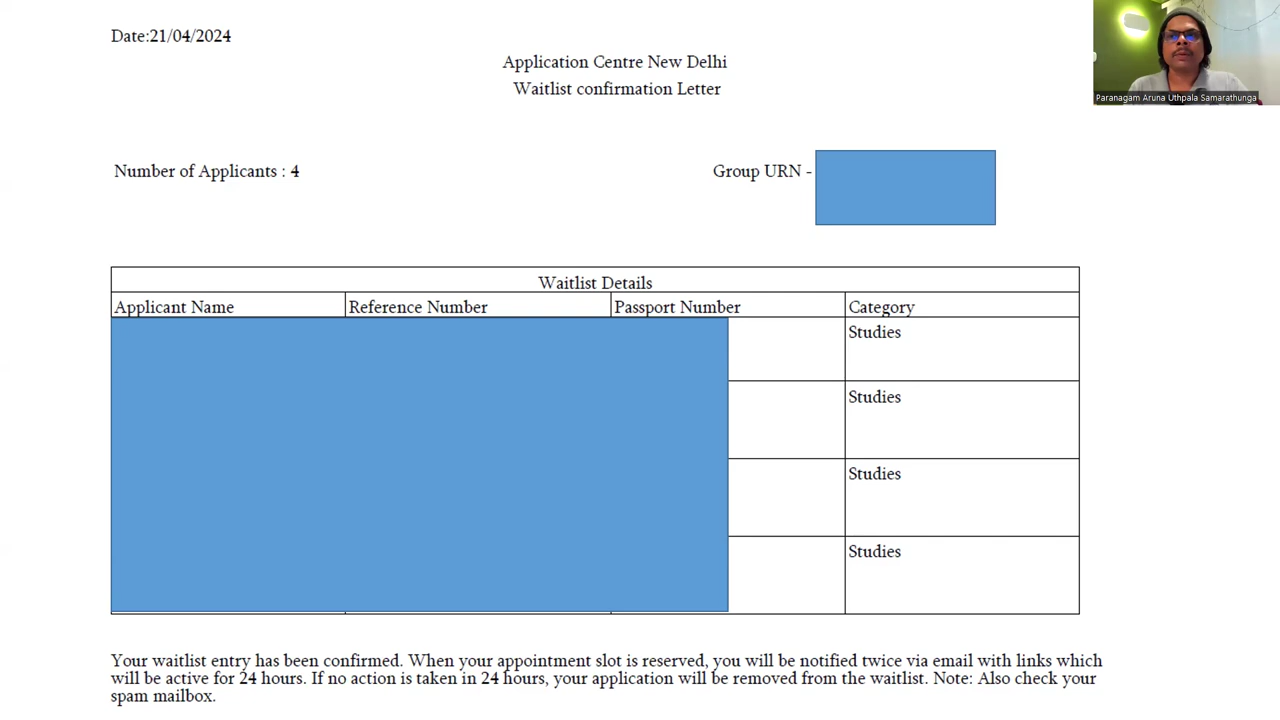 Date:21/04/2024
Application Centre New Delhi
Waitlist confirmation Letter
Paranagam Aruna Uthpala Samarathunga
Number of Applicants : 4
Group URN -
Waitlist Details
Applicant Name Reference Number Passport Number Category
Studies
Studies
Studies
Studies
Your waitlist entry has been confirmed. When your appointment slot is reserved, you will be notified twice via email with links which
will be active for 24 hours. If no action is taken in 24 hours, your application will be removed from the waitlist. Note: Also check your
spam mailbox.